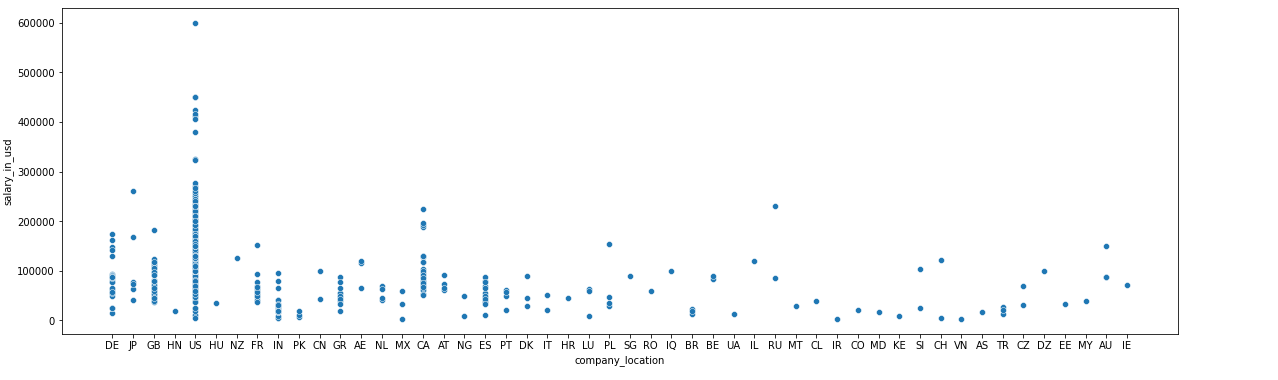 600000
500000
400000
300000
200000
100000
0
salary_in_usd
DE JP GB HN US HU NZ FR IN PK CN GR AE NL MX CA AT NG ES PT DK IT HR LU PL SG RO IQ BR BE UA IL RU MT CL IR CO MD KE SI CH VN AS TR CZ DZ EE MY AU IE
company_location